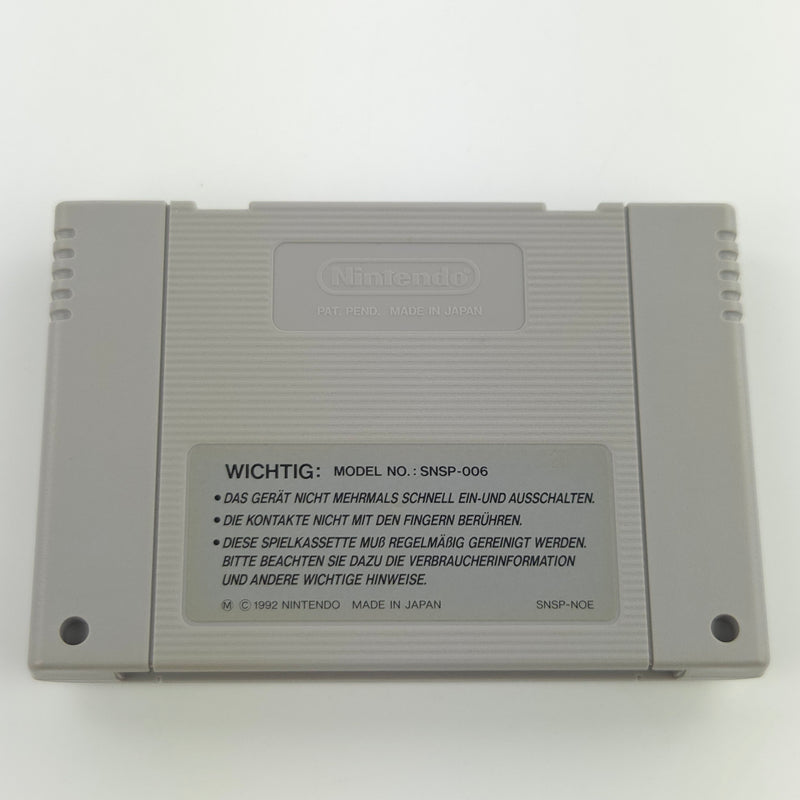 Nintendo
PAT. PEND. MADE IN JAPAN
WICHTIG: MODEL NO.: SNSP-006
• DAS GERÄT NICHT MEHRMALS SCHNELL EIN-UND AUSSCHALTEN.
• DIE KONTAKTE NICHT MIT DEN FINGERN BERÜHREN.
• DIESE SPIELKASSETTE MUß REGELMÄßIG GEREINIGT WERDEN.
BITTE BEACHTEN SIE DAZU DIE VERBRAUCHERINFORMATION
UND ANDERE WICHTIGE HINWEISE.
Ⓜ © 1992 NINTENDO MADE IN JAPAN SNSP-NOE